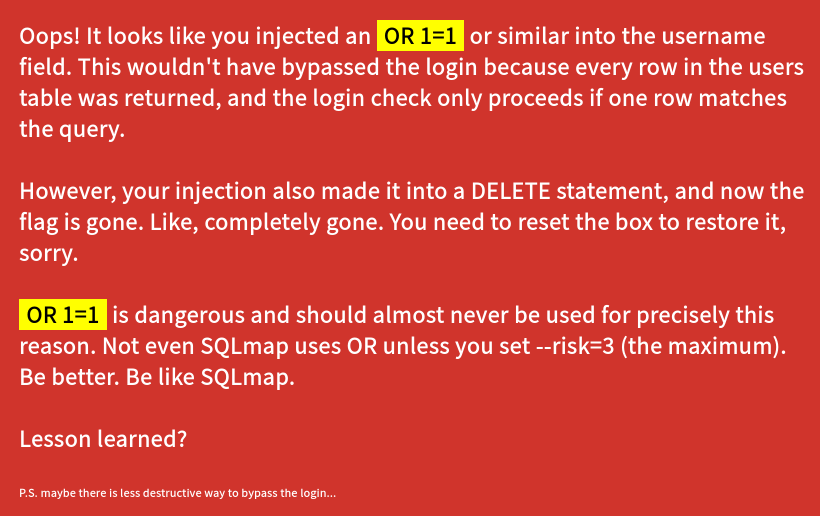 Oops! It looks like you injected an OR 1=1 or similar into the username
field. This wouldn't have bypassed the login because every row in the users
table was returned, and the login check only proceeds if one row matches
the query.
However, your injection also made it into a DELETE statement, and now the
flag is gone. Like, completely gone. You need to reset the box to restore it,
sorry.
OR 1=1 is dangerous and should almost never be used for precisely this
reason. Not even SQLmap uses OR unless you set --risk=3 (the maximum).
Be better. Be like SQLmap.
Lesson learned?
P.S. maybe there is less destructive way to bypass the login...